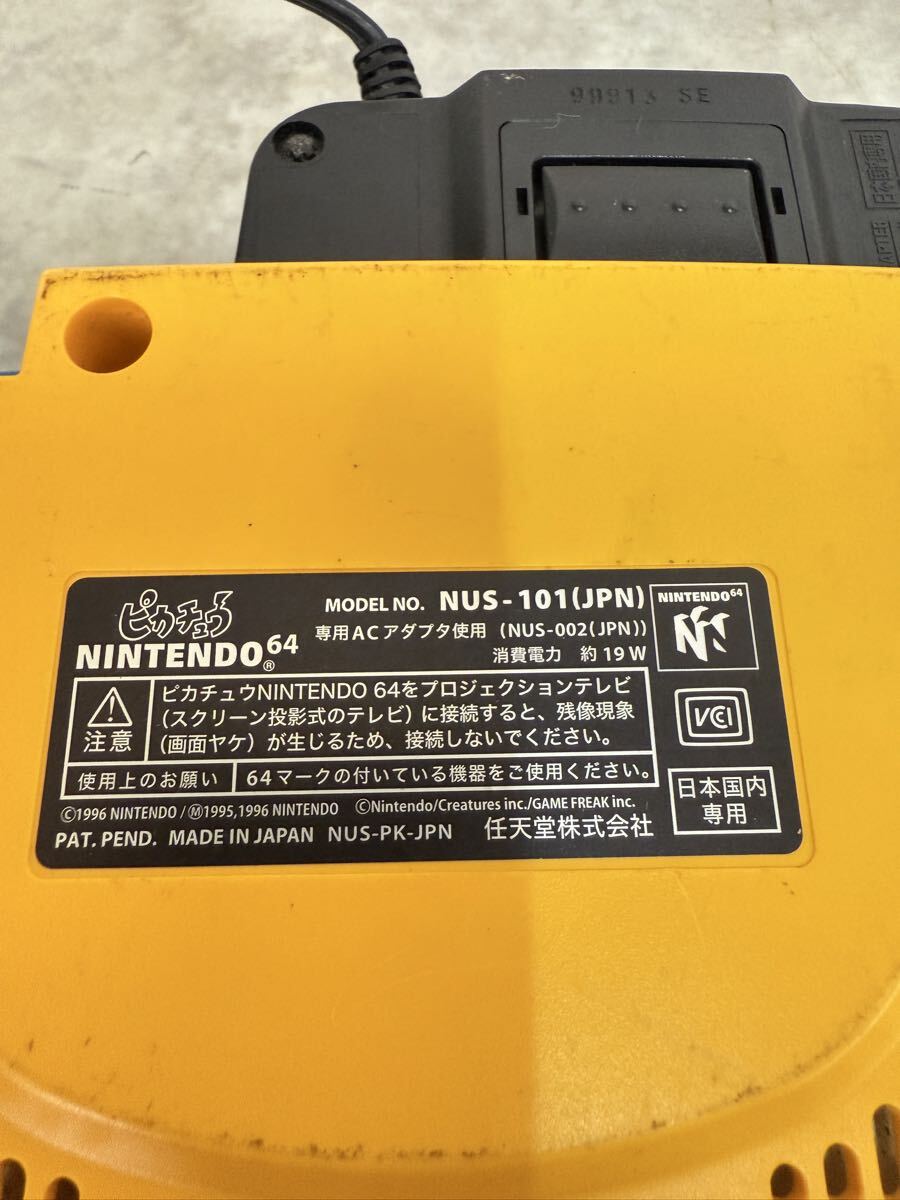 99913 SE
日本国内専用
ピカチュウ
NINTENDO64®
MODEL NO. NUS-101(JPN)
専用ACアダプタ使用 (NUS-002(JPN))
消費電力 約19W
NINTENDO64
注意
ピカチュウNINTENDO 64をプロジェクションテレビ
(スクリーン投影式のテレビ)に接続すると、残像現象
(画面ヤケ)が生じるため、接続しないでください。
VCI
使用上のお願い
64マークの付いている機器をご使用ください。
日本国内
専用
©1996 NINTENDO/Ⓜ1995,1996 NINTENDO ©Nintendo/Creatures inc./GAME FREAK inc.
PAT. PEND. MADE IN JAPAN NUS-PK-JPN 任天堂株式会社